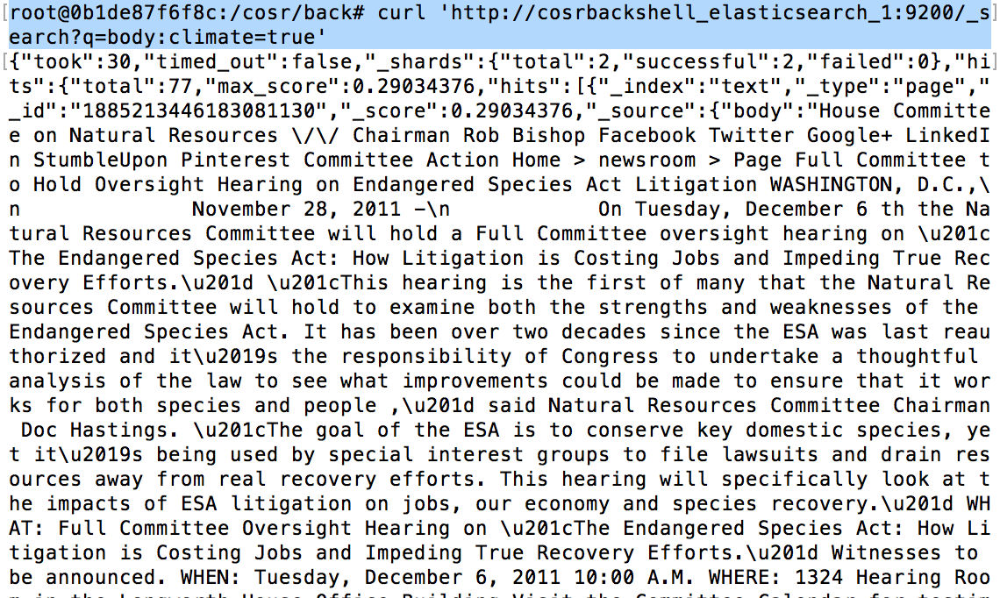 [root@0b1de87f6f8c:/cosr/back# curl 'http://cosrbackshell_elasticsearch_1:9200/_s]
earch?q=body:climate=true'
[{"took":30,"timed_out":false,"_shards":{"total":2,"successful":2,"failed":0},"hi]
ts":{"total":77,"max_score":0.29034376,"hits":[{"_index":"text","_type":"page","
_id":"1885213446183081130","_score":0.29034376,"_source":{"body":"House Committe
e on Natural Resources \/\/ Chairman Rob Bishop Facebook Twitter Google+ LinkedI
n StumbleUpon Pinterest Committee Action Home > newsroom > Page Full Committee t
o Hold Oversight Hearing on Endangered Species Act Litigation WASHINGTON, D.C.,\
n              November 28, 2011 –\n            On Tuesday, December 6 th the Na
tural Resources Committee will hold a Full Committee oversight hearing on \u201c
The Endangered Species Act: How Litigation is Costing Jobs and Impeding True Rec
overy Efforts.\u201d \u201cThis hearing is the first of many that the Natural Re
sources Committee will hold to examine both the strengths and weaknesses of the
Endangered Species Act. It has been over two decades since the ESA was last reau
thorized and it\u2019s the responsibility of Congress to undertake a thoughtful
analysis of the law to see what improvements could be made to ensure that it wor
ks for both species and people ,\u201d said Natural Resources Committee Chairman
 Doc Hastings. \u201cThe goal of the ESA is to conserve key domestic species, ye
t it\u2019s being used by special interest groups to file lawsuits and drain res
ources away from real recovery efforts. This hearing will specifically look at t
he impacts of ESA litigation on jobs, our economy and species recovery.\u201d WH
AT: Full Committee Oversight Hearing on \u201cThe Endangered Species Act: How Li
tigation is Costing Jobs and Impeding True Recovery Efforts.\u201d Witnesses to
be announced. WHEN: Tuesday, December 6, 2011 10:00 A.M. WHERE: 1324 Hearing Roo
m in the Longworth House Office Building Visit the Committee Calendar for testim